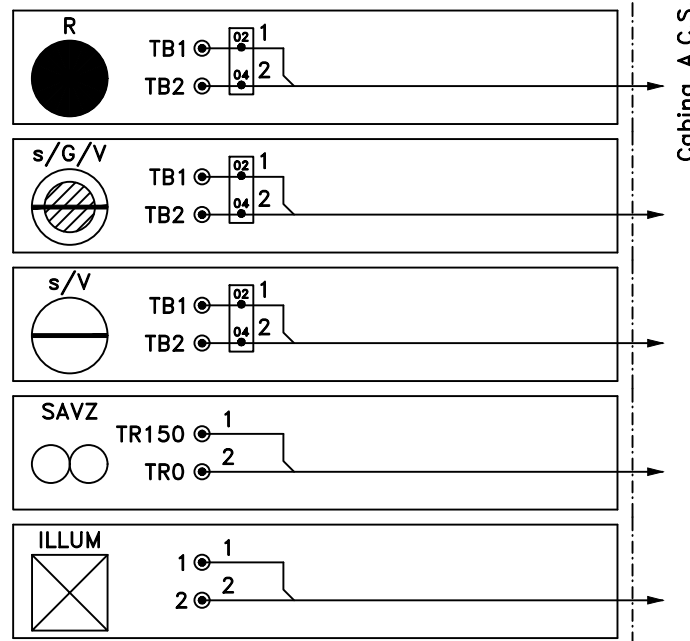 R
TB1 02 1
TB2 04 2
s/G/V
TB1 02 1
TB2 04 2
s/V
TB1 02 1
TB2 04 2
SAVZ
TR150 1
TR0 2
ILLUM
1 1
2 2
Cabing A.C.S